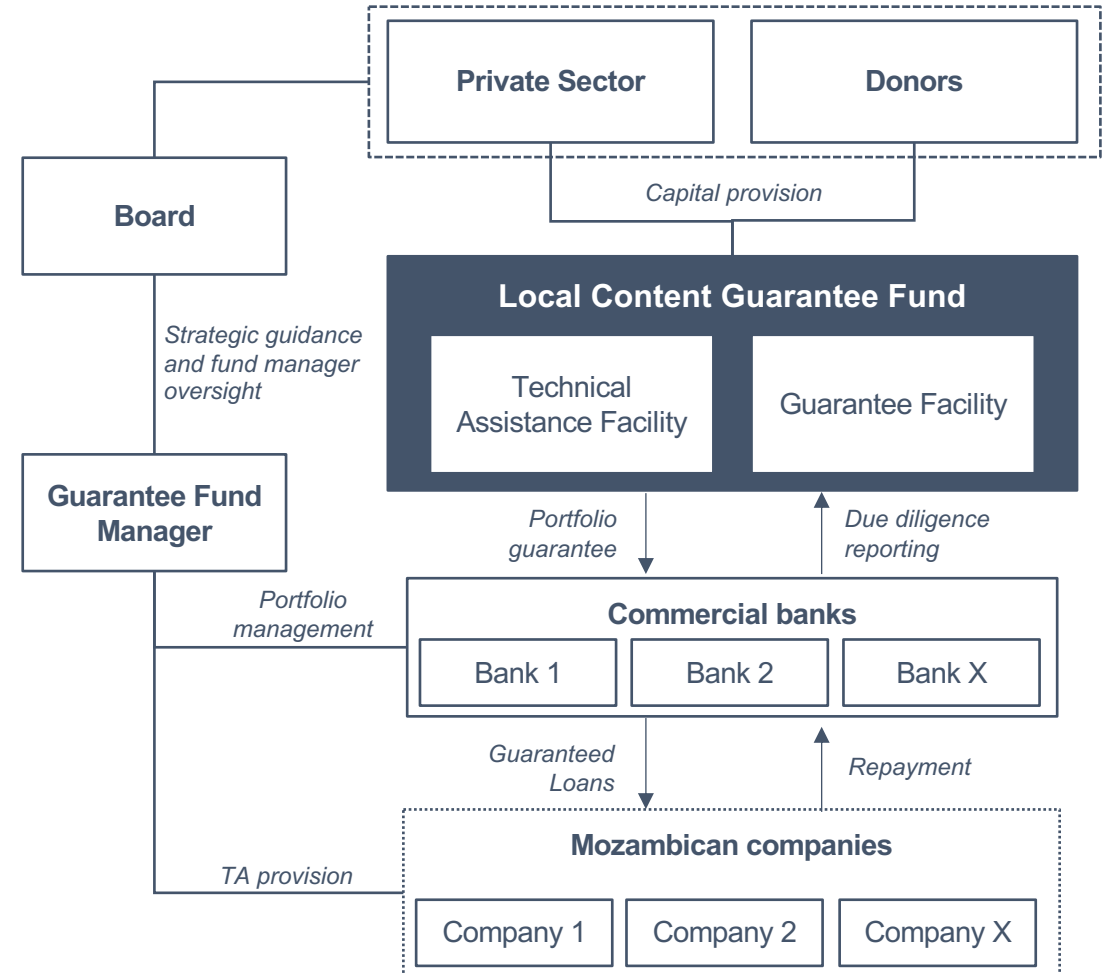 Private Sector
Donors
Capital provision
Board
Local Content Guarantee Fund
Strategic guidance
and fund manager
oversight
Technical
Assistance Facility
Guarantee Facility
Guarantee Fund
Manager
Portfolio
guarantee
Due diligence
reporting
Portfolio
management
Commercial banks
Bank 1
Bank 2
Bank X
Guaranteed
Loans
Repayment
Mozambican companies
TA provision
Company 1
Company 2
Company X